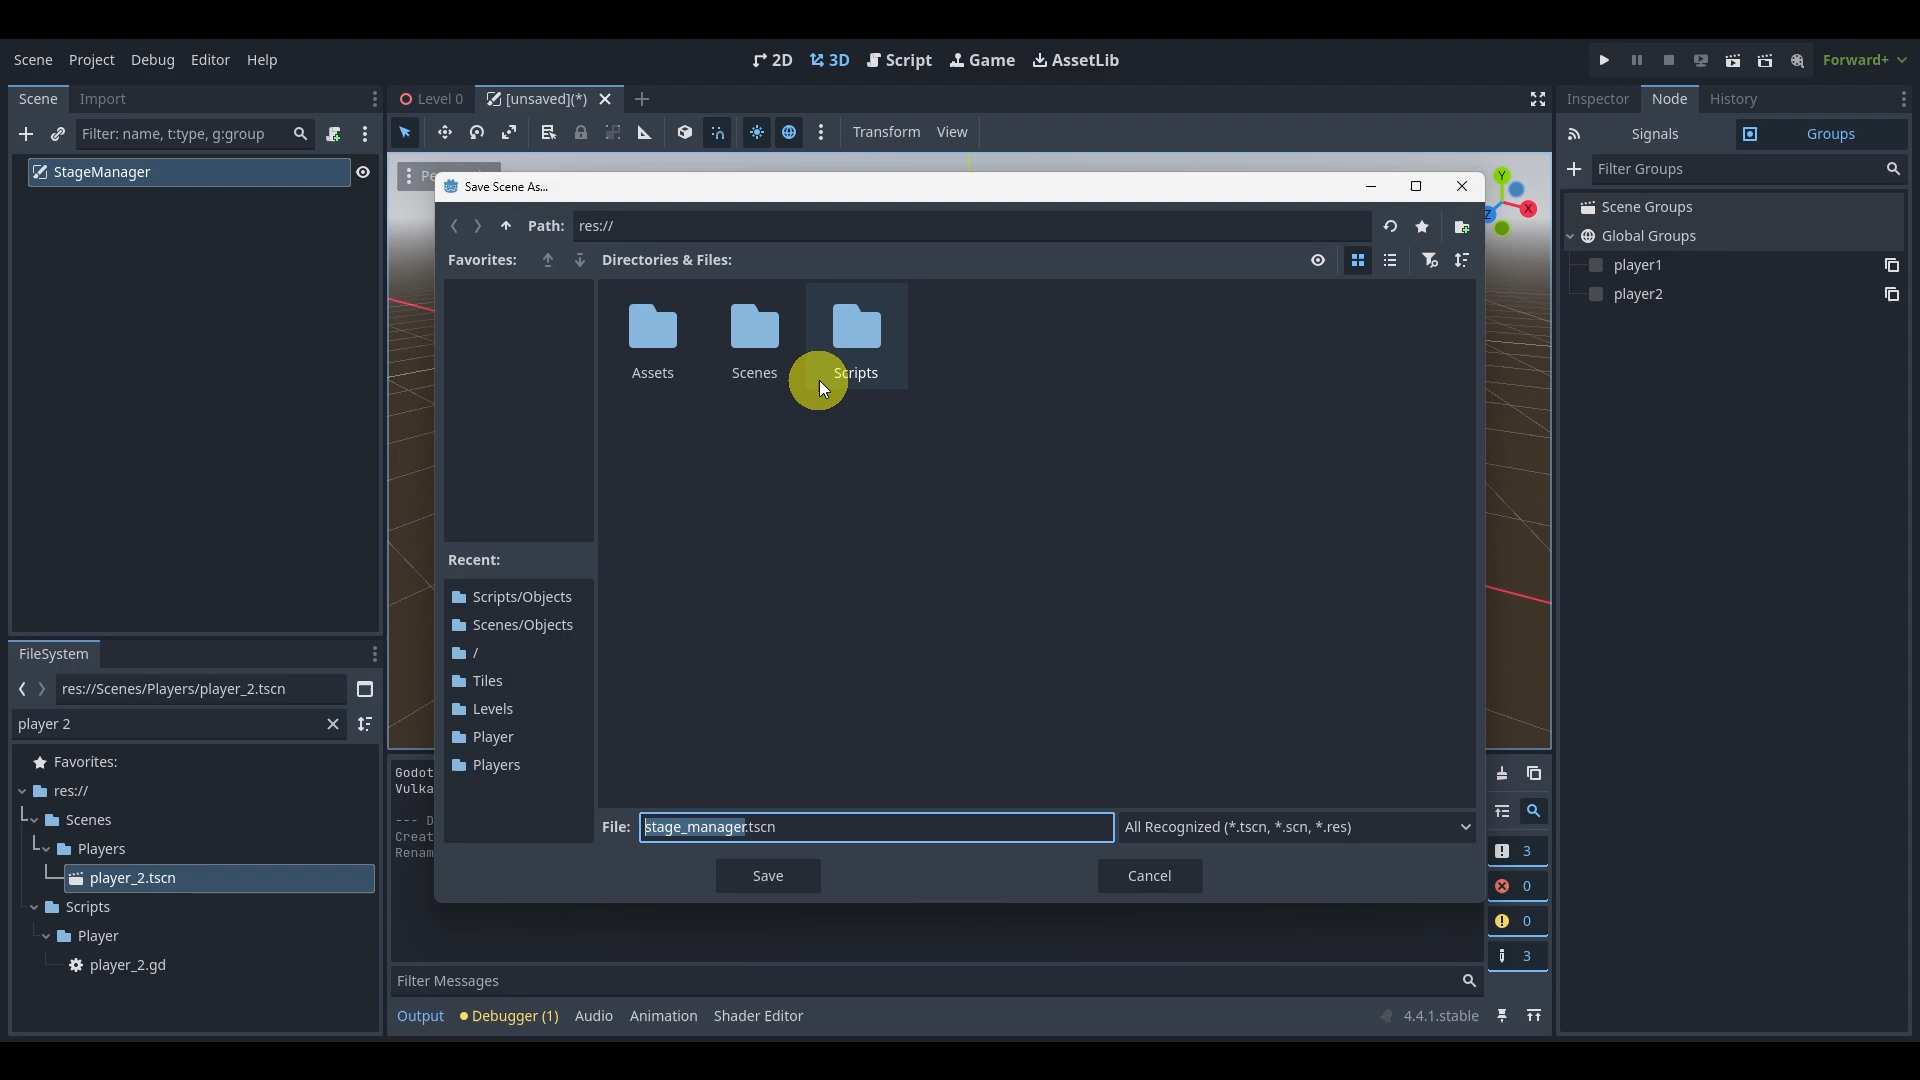 Scene Project Debug Editor Help
2D 3D Script Game AssetLib
Forward+
Scene Import
Level 0 [unsaved](*)
Inspector Node History
Filter: name, t:type, g:group
Transform View
Signals Groups
Filter Groups
StageManager
Save Scene As...
Y
X
Z
Scene Groups
Global Groups
player1
player2
Path: res://
Favorites: Directories & Files:
Assets Scenes Scripts
Recent:
Scripts/Objects
Scenes/Objects
/
Tiles
Levels
Player
Players
File: stage_manager.tscn All Recognized (*.tscn, *.scn, *.res)
Save Cancel
FileSystem
res://Scenes/Players/player_2.tscn
player 2
Favorites:
res://
Scenes
Players
player_2.tscn
Scripts
Player
player_2.gd
Godot
Vulka
--- D
Creat
Renam
3
0
0
3
Filter Messages
Output Debugger (1) Audio Animation Shader Editor
4.4.1.stable